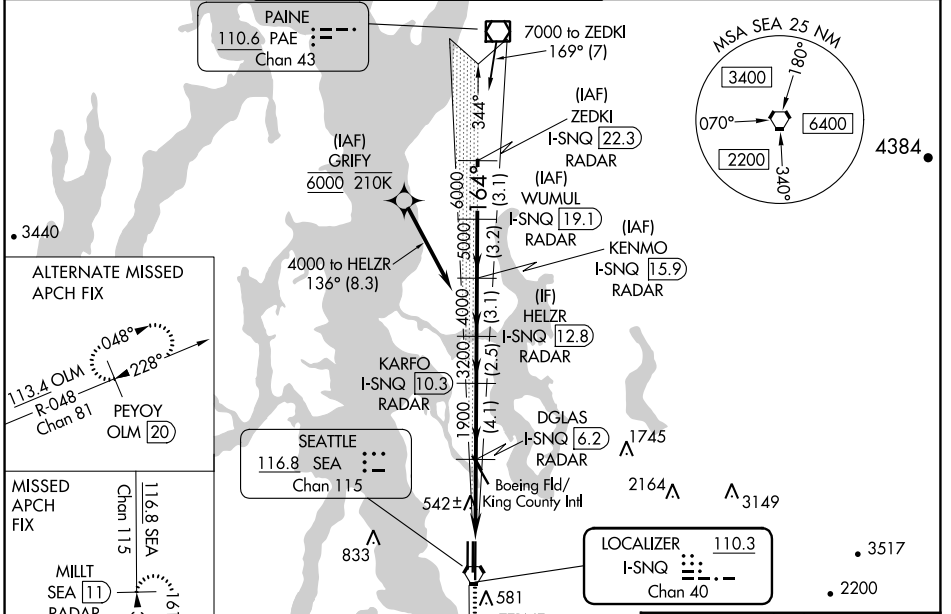 PAINE
110.6 PAE
Chan 43
7000 to ZEDKI
169° (7)
MSA SEA 25 NM
180°
3400
070°
6400
2200
340°
4384
344°
(IAF)
ZEDKI
I-SNQ 22.3
RADAR
(IAF)
GRIFY
6000 210K
6000
164°
(3.1)
(IAF)
WUMUL
I-SNQ 19.1
RADAR
3440
5000
(3.2)
(IAF)
KENMO
I-SNQ 15.9
RADAR
4000 to HELZR
136° (8.3)
ALTERNATE MISSED
APCH FIX
048°
228°
113.4 OLM
R-048
Chan 81
PEYOY
OLM 20
4000
(3.1)
(IF)
HELZR
I-SNQ 12.8
RADAR
3200
(2.5)
KARFO
I-SNQ 10.3
RADAR
1900
(4.1)
DGLAS
I-SNQ 6.2
RADAR
1745
SEATTLE
116.8 SEA
Chan 115
Boeing Fld/
King County Intl
542±
2164
3149
MISSED
APCH
FIX
116.8 SEA
Chan 115
833
LOCALIZER 110.3
I-SNQ
Chan 40
3517
2200
MILLT
SEA 11
RADAR
581